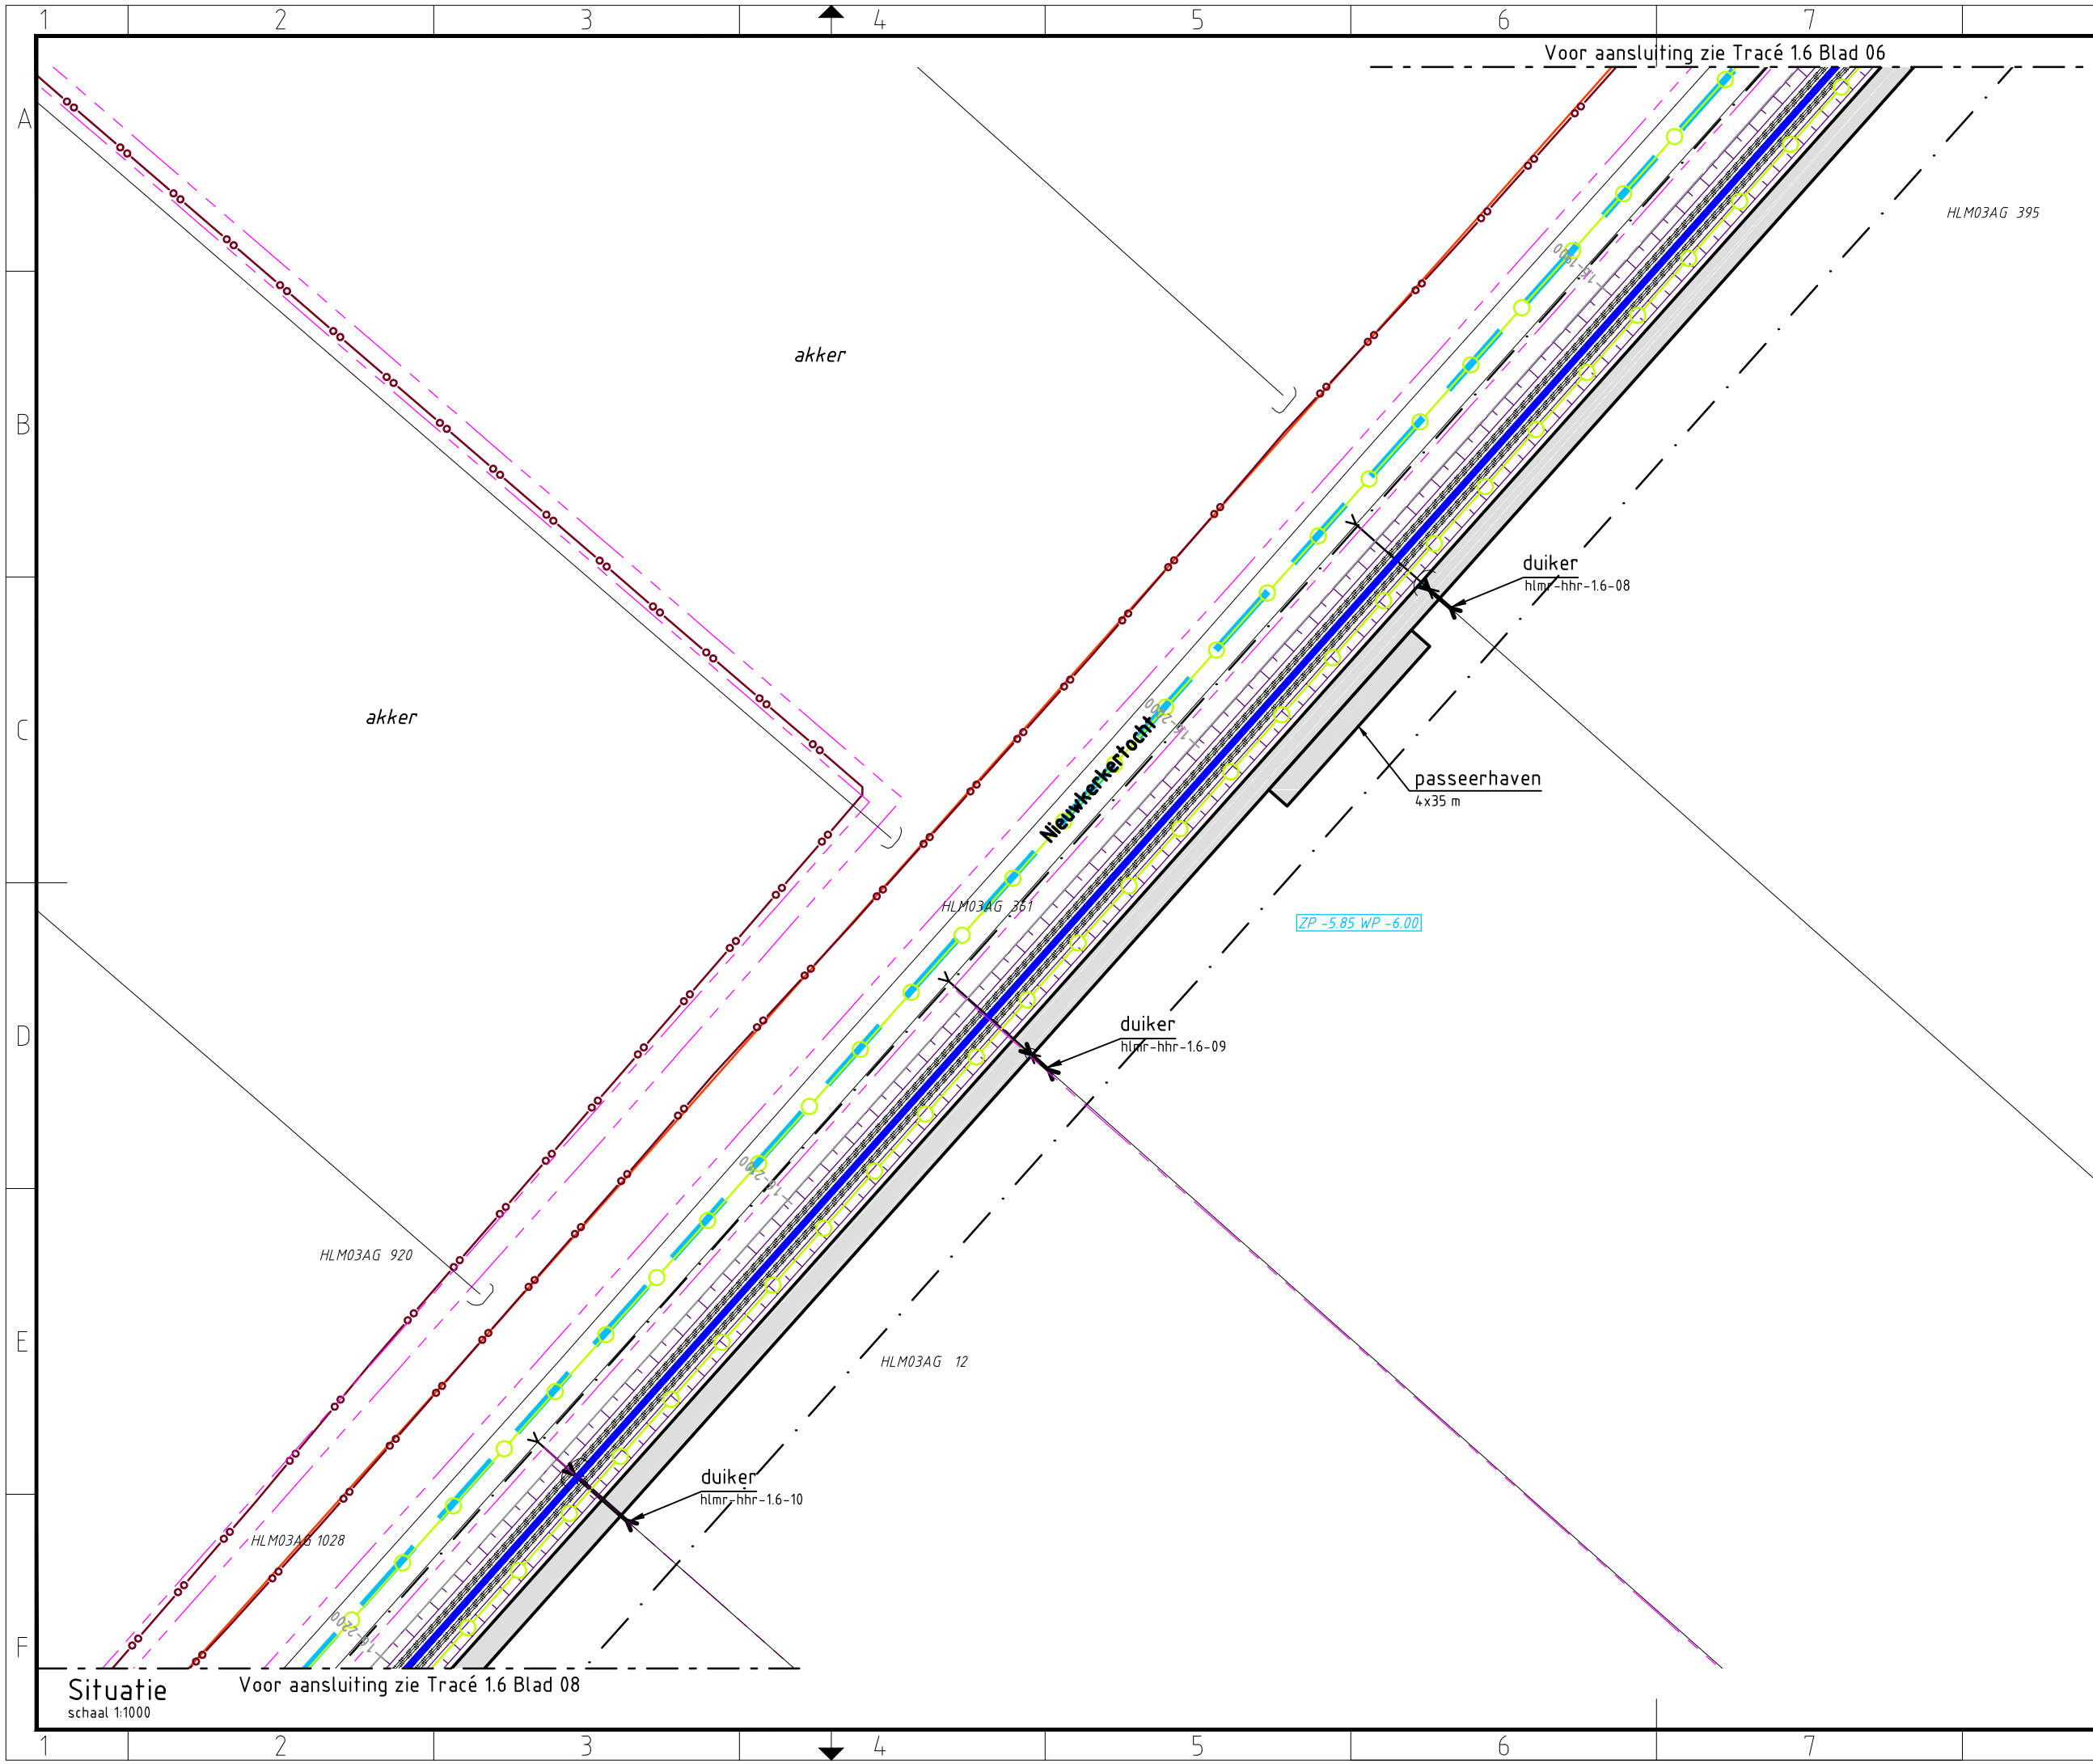 1 2 3 4 5 6 7
Voor aansluiting zie Tracé 1.6 Blad 06
A
HLM03AG 395
akker
B
duiker
hlmr-hhr-1.6-08
akker
C
Nieuwkerkertocht
passeerhaven
4x35 m
HLM03AG 361
ZP -5.85 WP -6.00
D
duiker
hlmr-hhr-1.6-09
HLM03AG 920
E
HLM03AG 12
duiker
hlmr-hhr-1.6-10
HLM03AG 1028
F
Situatie
schaal 1:1000
Voor aansluiting zie Tracé 1.6 Blad 08
1 2 3 4 5 6 7